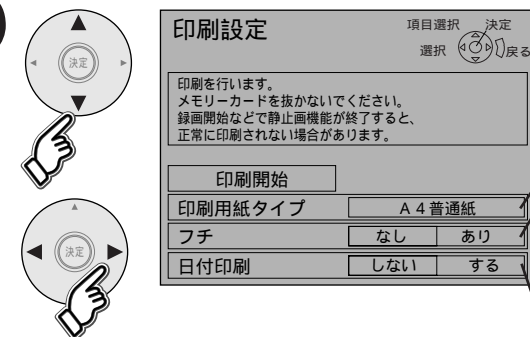 決定
決定
印刷設定
項目選択 決定
選択 戻る
印刷を行います。
メモリーカードを抜かないでください。
録画開始などで静止画機能が終了すると、
正常に印刷されない場合があります。
印刷開始
印刷用紙タイプ A4普通紙
フチ なし あり
日付印刷 しない する